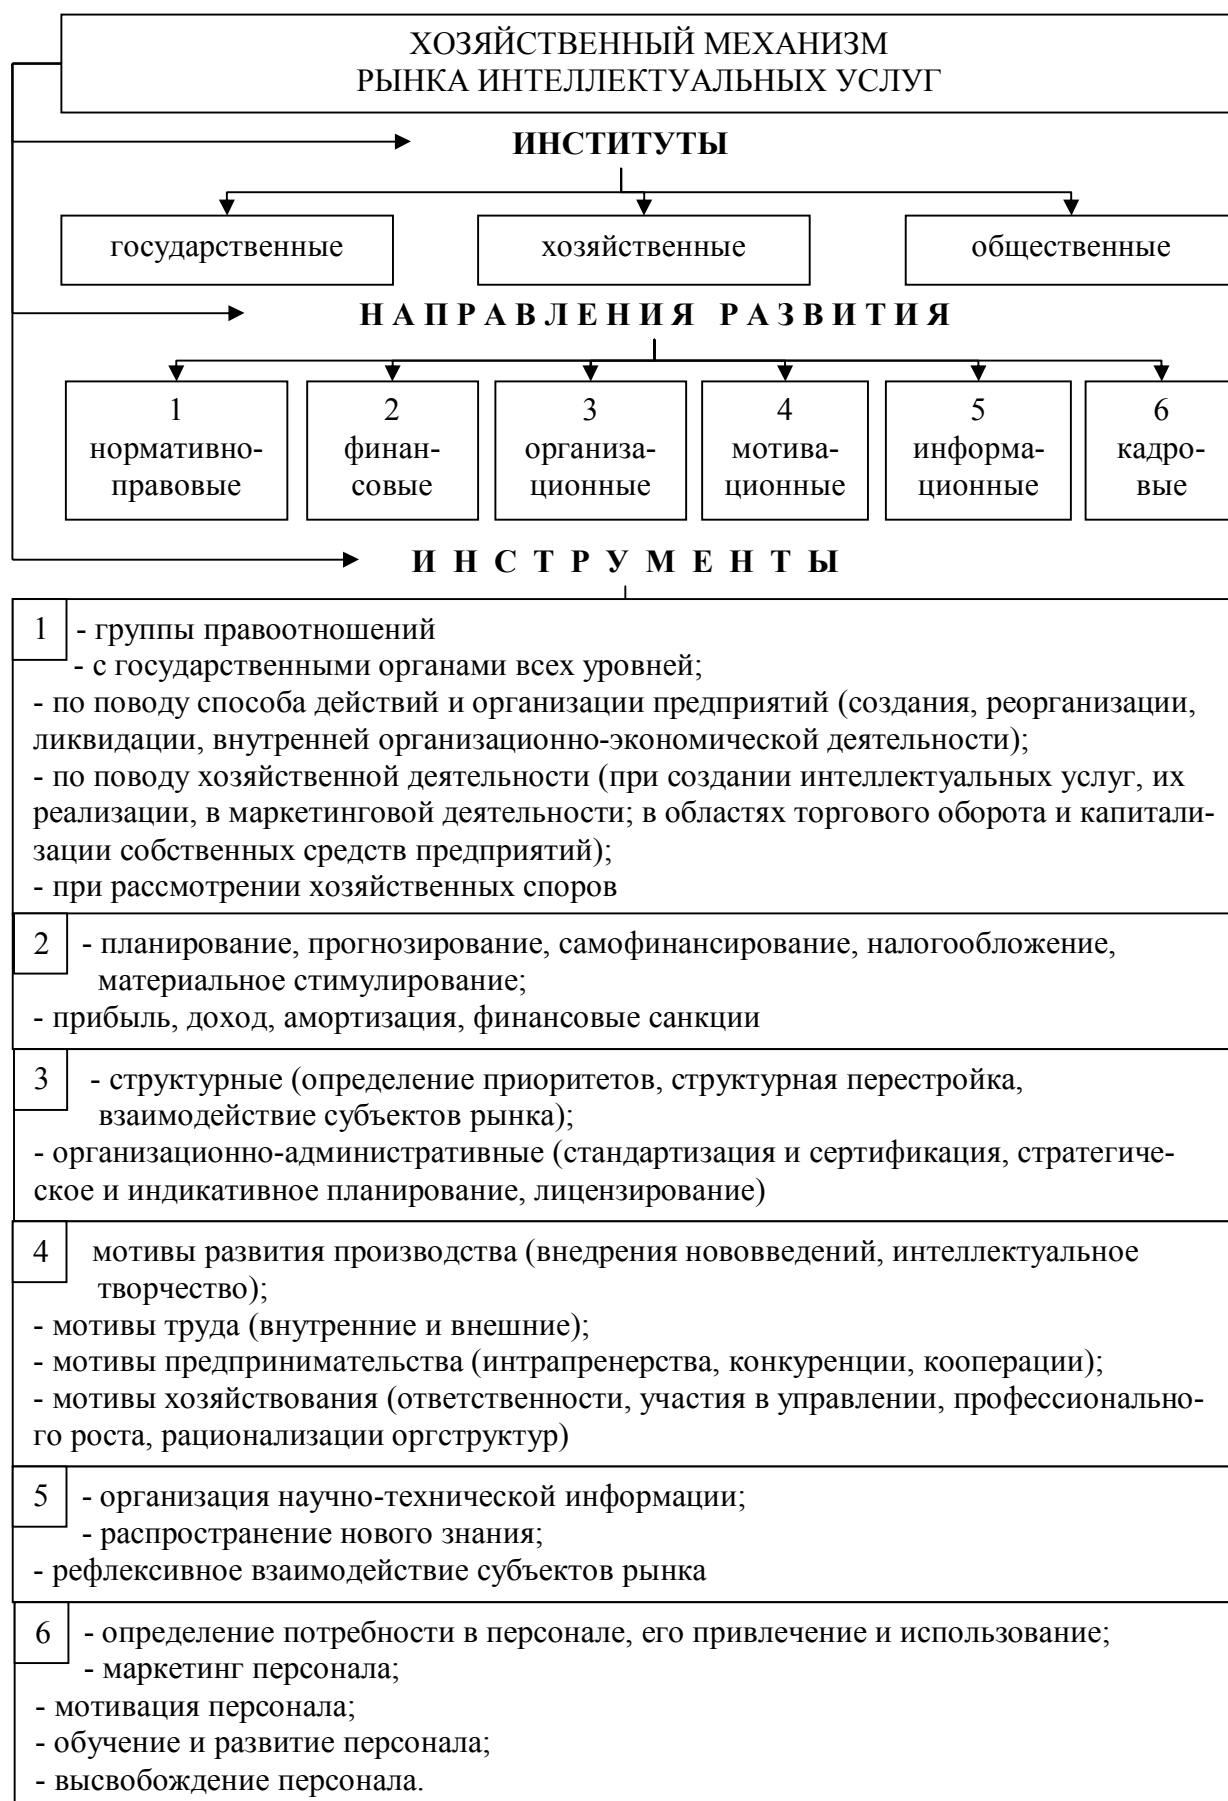 ХОЗЯЙСТВЕННЫЙ МЕХАНИЗМ
РЫНКА ИНТЕЛЛЕКТУАЛЬНЫХ УСЛУГ
ИНСТИТУТЫ
государственные
хозяйственные
общественные
Н А П Р А В Л Е Н И Я Р А З В И Т И Я
1
нормативно-
правовые
2
финан-
совые
3
организа-
ционные
4
мотива-
ционные
5
информа-
ционные
6
кадро-
вые
И Н С Т Р У М Е Н Т Ы
1 - группы правоотношений
- с государственными органами всех уровней;
- по поводу способа действий и организации предприятий (создания, реорганизации,
ликвидации, внутренней организационно-экономической деятельности);
- по поводу хозяйственной деятельности (при создании интеллектуальных услуг, их
реализации, в маркетинговой деятельности; в областях торгового оборота и капитали-
зации собственных средств предприятий);
- при рассмотрении хозяйственных споров
2 - планирование, прогнозирование, самофинансирование, налогообложение,
материальное стимулирование;
- прибыль, доход, амортизация, финансовые санкции
3 - структурные (определение приоритетов, структурная перестройка,
взаимодействие субъектов рынка);
- организационно-административные (стандартизация и сертификация, стратегиче-
ское и индикативное планирование, лицензирование)
4 мотивы развития производства (внедрения нововведений, интеллектуальное
творчество);
- мотивы труда (внутренние и внешние);
- мотивы предпринимательства (интрапренерства, конкуренции, кооперации);
- мотивы хозяйствования (ответственности, участия в управлении, профессионально-
го роста, рационализации оргструктур)
5 - организация научно-технической информации;
- распространение нового знания;
- рефлексивное взаимодействие субъектов рынка
6 - определение потребности в персонале, его привлечение и использование;
- маркетинг персонала;
- мотивация персонала;
- обучение и развитие персонала;
- высвобождение персонала.